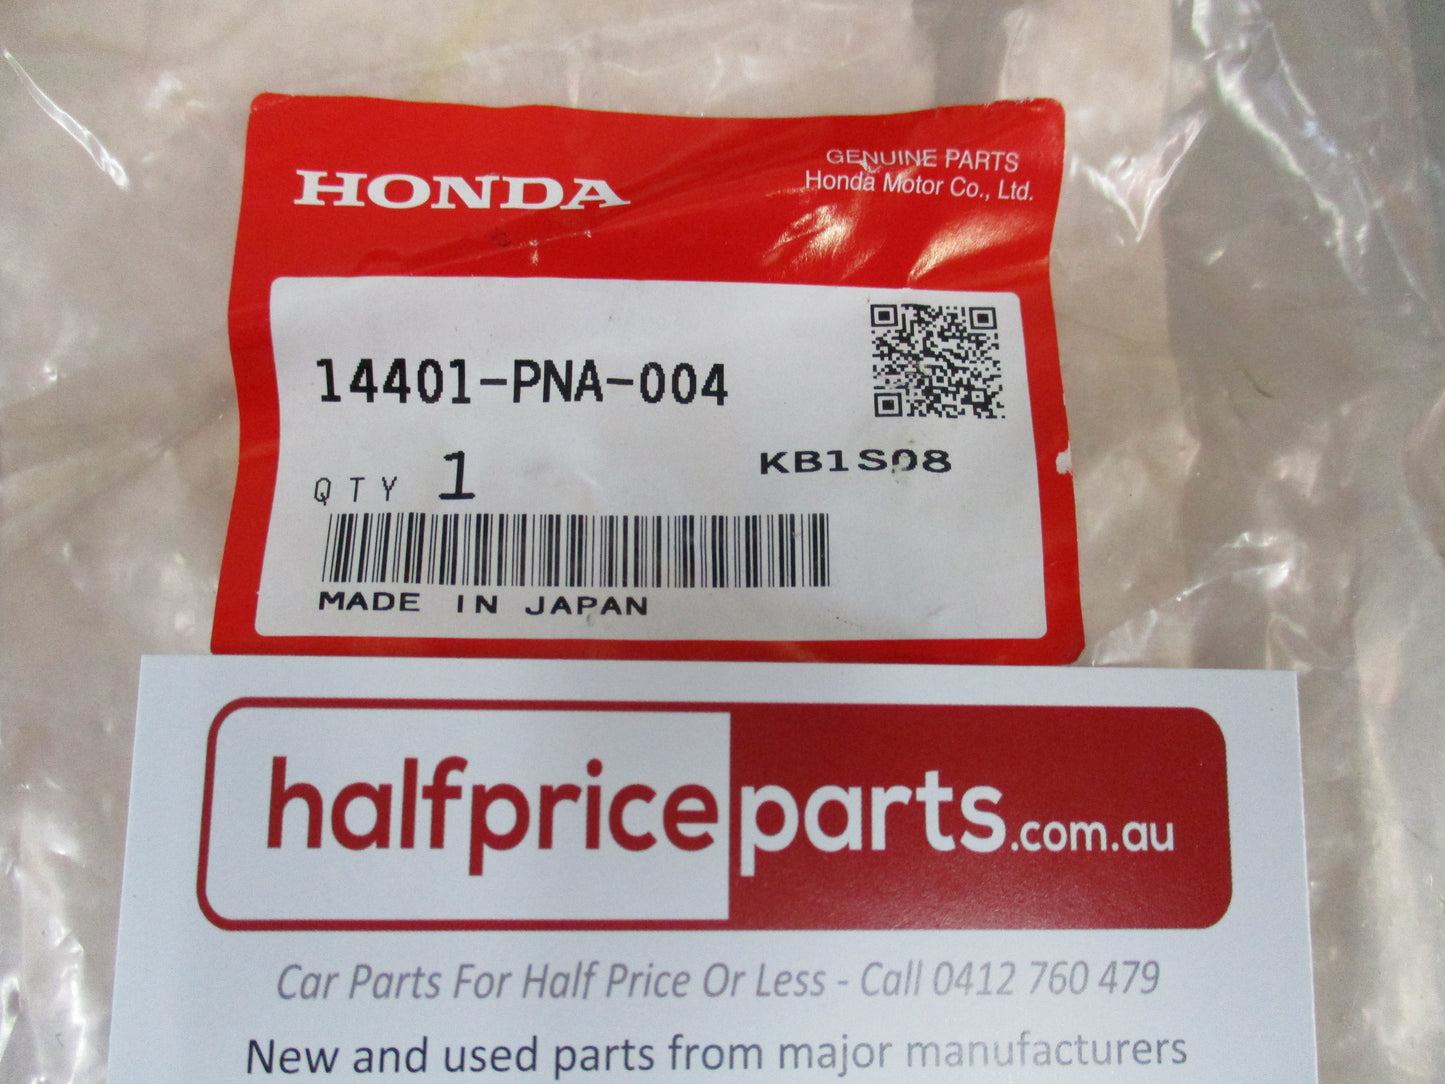 HONDA
GENUINE PARTS
Honda Motor Co., Ltd.
14401-PNA-004
QTY 1
KB1S08
MADE IN JAPAN
halfpriceparts.com.au
Car Parts For Half Price Or Less - Call 0412 760 479
New and used parts from major manufacturers